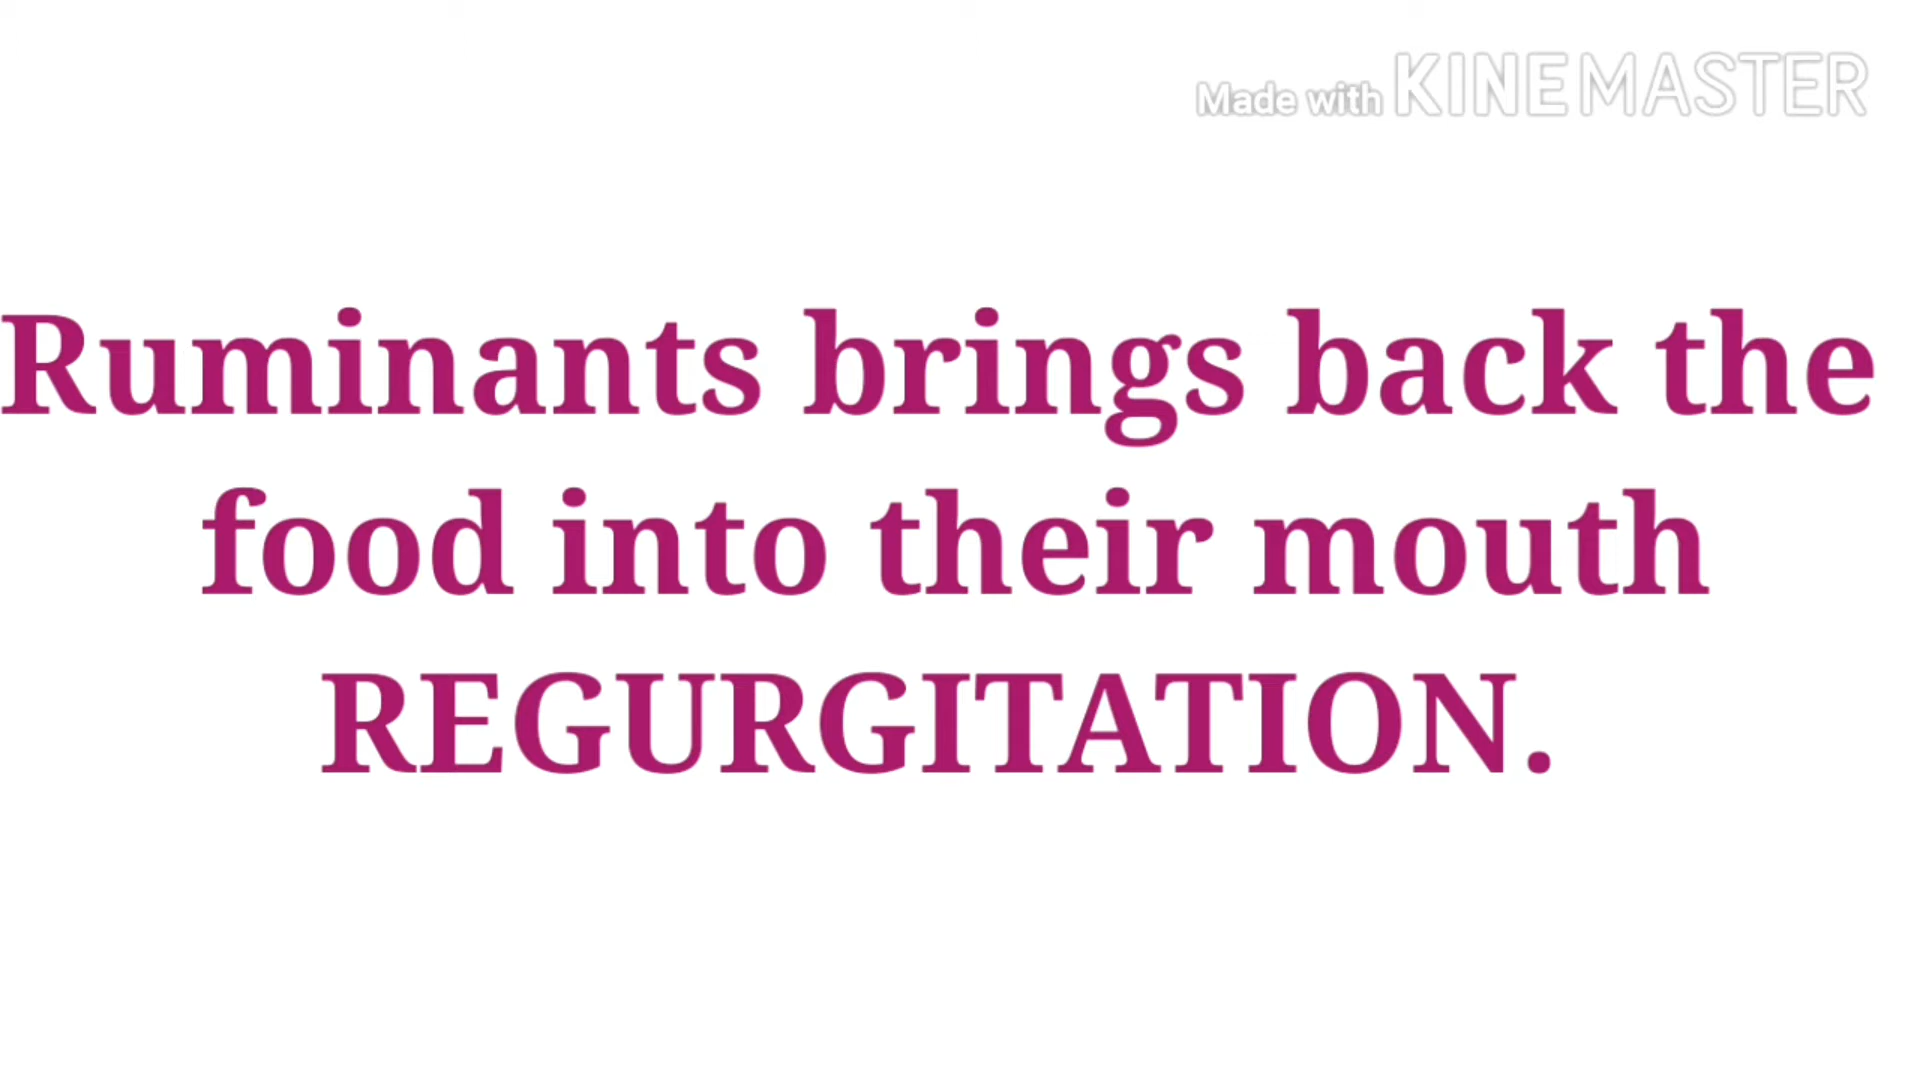 Made with KINEMASTER
Ruminants brings back the
food into their mouth
REGURGITATION.